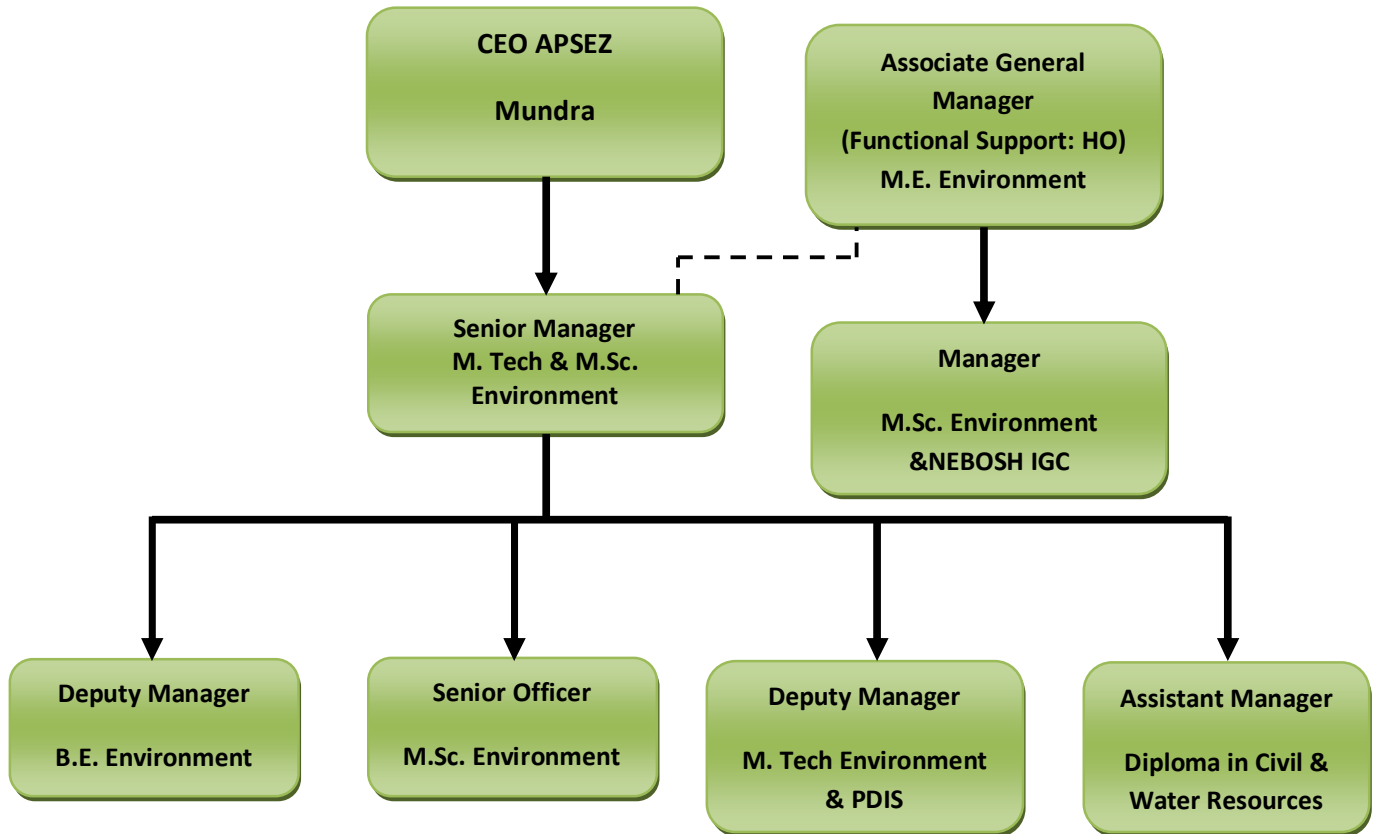 CEO APSEZ
Mundra
Associate General
Manager
(Functional Support: HO)
M.E. Environment
Senior Manager
M. Tech & M.Sc.
Environment
Manager
M.Sc. Environment
&NEBOSH IGC
Deputy Manager
B.E. Environment
Senior Officer
M.Sc. Environment
Deputy Manager
M. Tech Environment
& PDIS
Assistant Manager
Diploma in Civil &
Water Resources